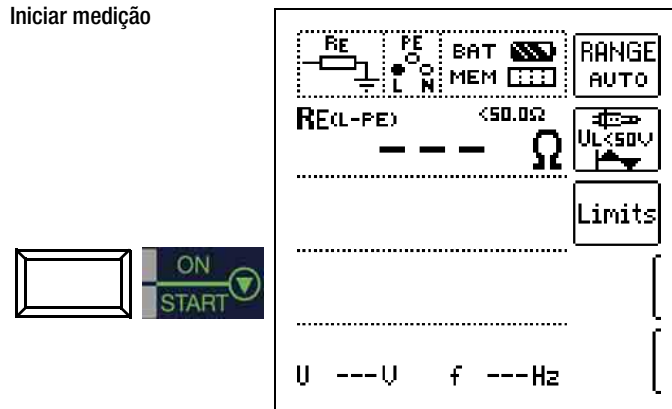 Iniciar medição
RE
PE
L N
BAT
MEM
RANGE
AUTO
RE(L-PE) <50.0Ω
--- Ω
UL<50V
Limits
ON
START
U ---V f ---Hz